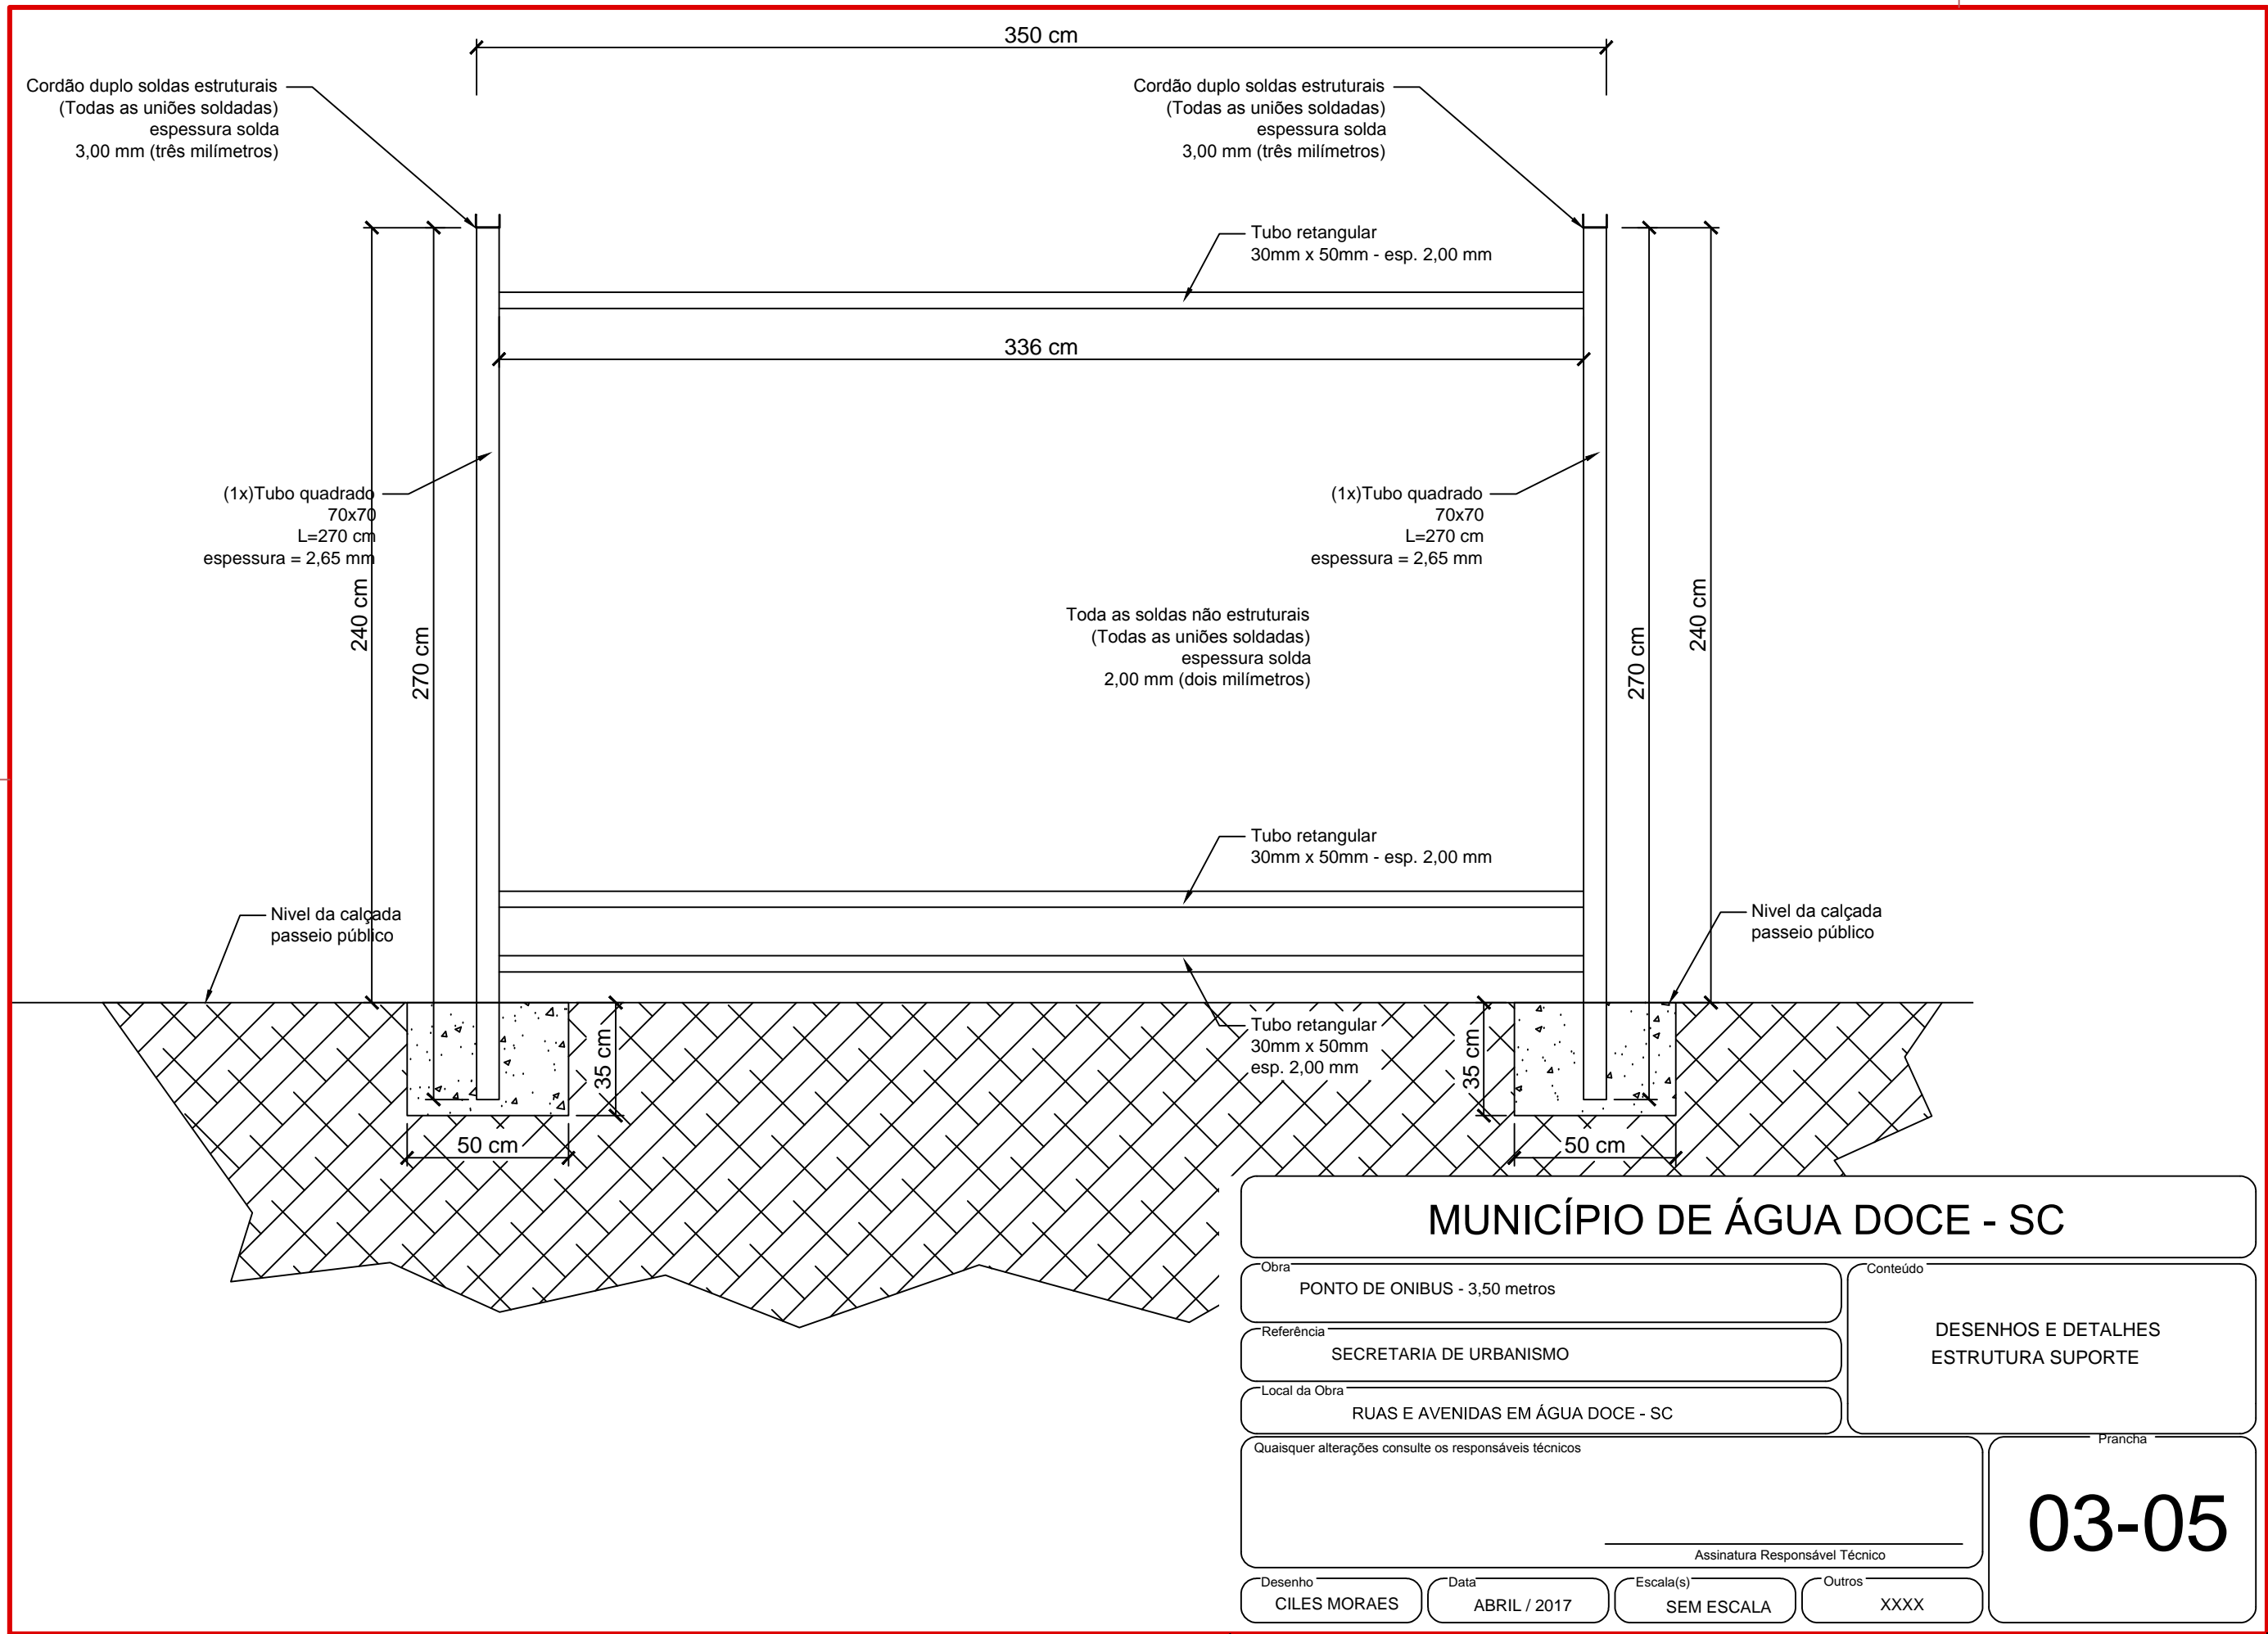 350 cm
Cordão duplo soldas estruturais
(Todas as uniões soldadas)
espessura solda
3,00 mm (três milímetros)
Cordão duplo soldas estruturais
(Todas as uniões soldadas)
espessura solda
3,00 mm (três milímetros)
Tubo retangular
30mm x 50mm - esp. 2,00 mm
336 cm
(1x)Tubo quadrado
70x70
L=270 cm
espessura = 2,65 mm
(1x)Tubo quadrado
70x70
L=270 cm
espessura = 2,65 mm
240 cm
270 cm
Toda as soldas não estruturais
(Todas as uniões soldadas)
espessura solda
2,00 mm (dois milímetros)
270 cm
240 cm
Tubo retangular
30mm x 50mm - esp. 2,00 mm
Nivel da calçada
passeio público
Nivel da calçada
passeio público
35 cm
Tubo retangular
30mm x 50mm
esp. 2,00 mm
35 cm
50 cm
50 cm
MUNICÍPIO DE ÁGUA DOCE - SC
Obra
PONTO DE ONIBUS - 3,50 metros
Conteúdo
DESENHOS E DETALHES
ESTRUTURA SUPORTE
Referência
SECRETARIA DE URBANISMO
Local da Obra
RUAS E AVENIDAS EM ÁGUA DOCE - SC
Quaisquer alterações consulte os responsáveis técnicos
Assinatura Responsável Técnico
Prancha
03-05
Desenho
CILES MORAES
Data
ABRIL / 2017
Escala(s)
SEM ESCALA
Outros
XXXX